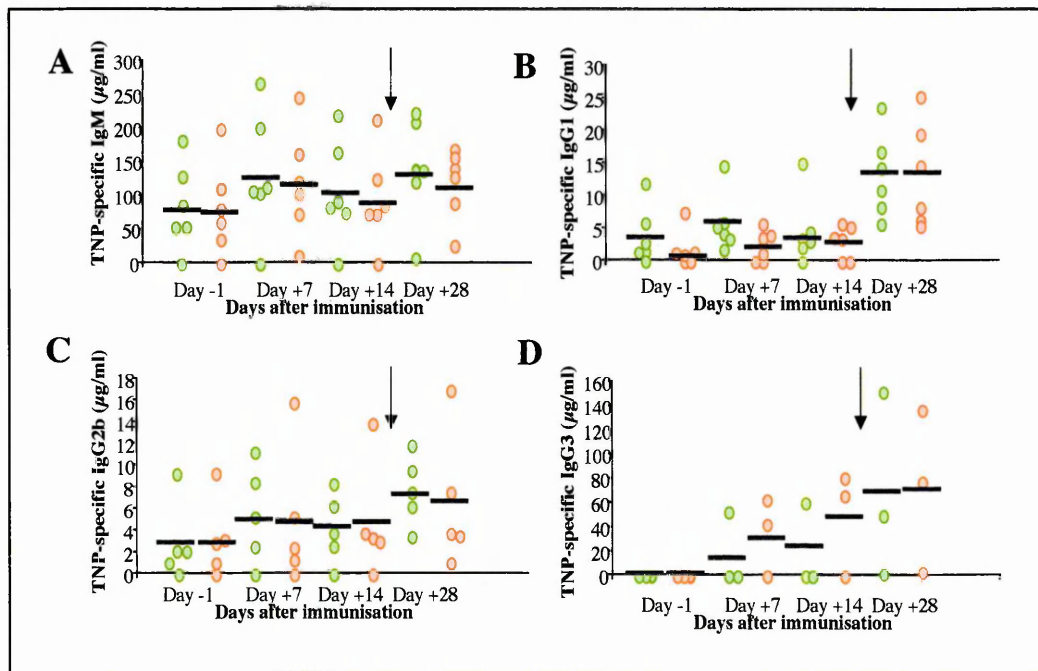 A
TNP-specific IgM (µg/ml)
300
250
200
150
100
50
0
Day -1 Day +7 Day +14 Day +28
Days after immunisation
B
TNP-specific IgG1 (µg/ml)
30
25
20
15
10
5
0
Day -1 Day +7 Day +14 Day +28
Days after immunisation
C
TNP-specific IgG2b (µg/ml)
18
16
14
12
10
8
6
4
2
0
Day -1 Day +7 Day +14 Day +28
Days after immunisation
D
TNP-specific IgG3 (µg/ml)
160
140
120
100
80
60
40
20
0
Day -1 Day +7 Day +14 Day +28
Days after immunisation